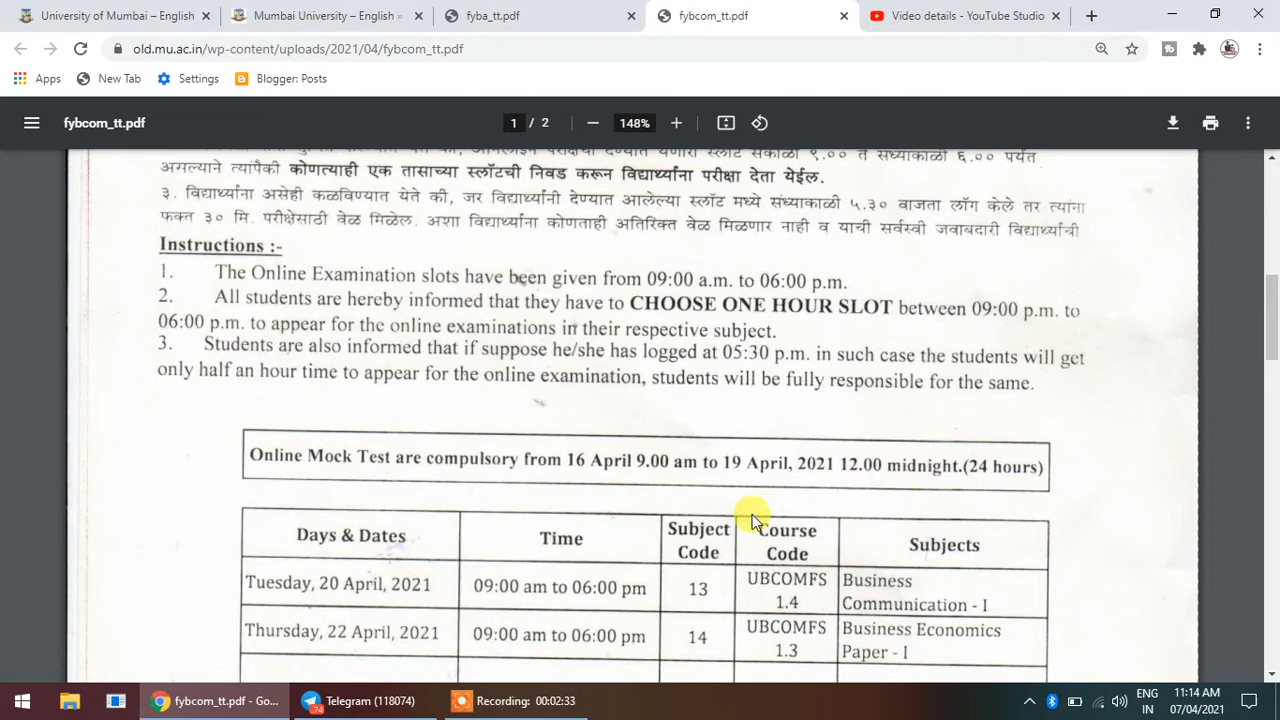 University of Mumbai – English
Mumbai University – English »
fyba_tt.pdf
fybcom_tt.pdf
Video details - YouTube Studio
old.mu.ac.in/wp-content/uploads/2021/04/fybcom_tt.pdf
Apps
New Tab
Settings
Blogger: Posts
fybcom_tt.pdf
1 / 2
148%
असल्याने त्यांपैकी कोणत्याही एक तासाच्या स्लॉटची निवड करून विद्यार्थ्यांना परीक्षा देता येईल.
३. विद्यार्थ्यांना असेही कळविण्यात येते की, जर विद्यार्थ्यांनी देण्यात आलेल्या स्लॉट मध्ये संध्याकाळी ५.३० वाजता लॉग केले तर त्यांना
फक्त ३० मि. परीक्षेसाठी वेळ मिळेल. अशा विद्यार्थ्यांना कोणताही अतिरिक्त वेळ मिळणार नाही व याची सर्वस्वी जवाबदारी विद्यार्थ्यांची
Instructions :-
1. The Online Examination slots have been given from 09:00 a.m. to 06:00 p.m.
2. All students are hereby informed that they have to CHOOSE ONE HOUR SLOT between 09:00 p.m. to
06:00 p.m. to appear for the online examinations in their respective subject.
3. Students are also informed that if suppose he/she has logged at 05:30 p.m. in such case the students will get
only half an hour time to appear for the online examination, students will be fully responsible for the same.
Online Mock Test are compulsory from 16 April 9.00 am to 19 April, 2021 12.00 midnight.(24 hours)
Days & Dates Time Subject Code Course Code Subjects
Tuesday, 20 April, 2021 09:00 am to 06:00 pm 13 UBCOMFS 1.4 Business Communication - I
Thursday, 22 April, 2021 09:00 am to 06:00 pm 14 UBCOMFS 1.3 Business Economics Paper - I
fybcom_tt.pdf - Go...
Telegram (118074)
Recording: 00:02:33
ENG
IN
11:14 AM
07/04/2021